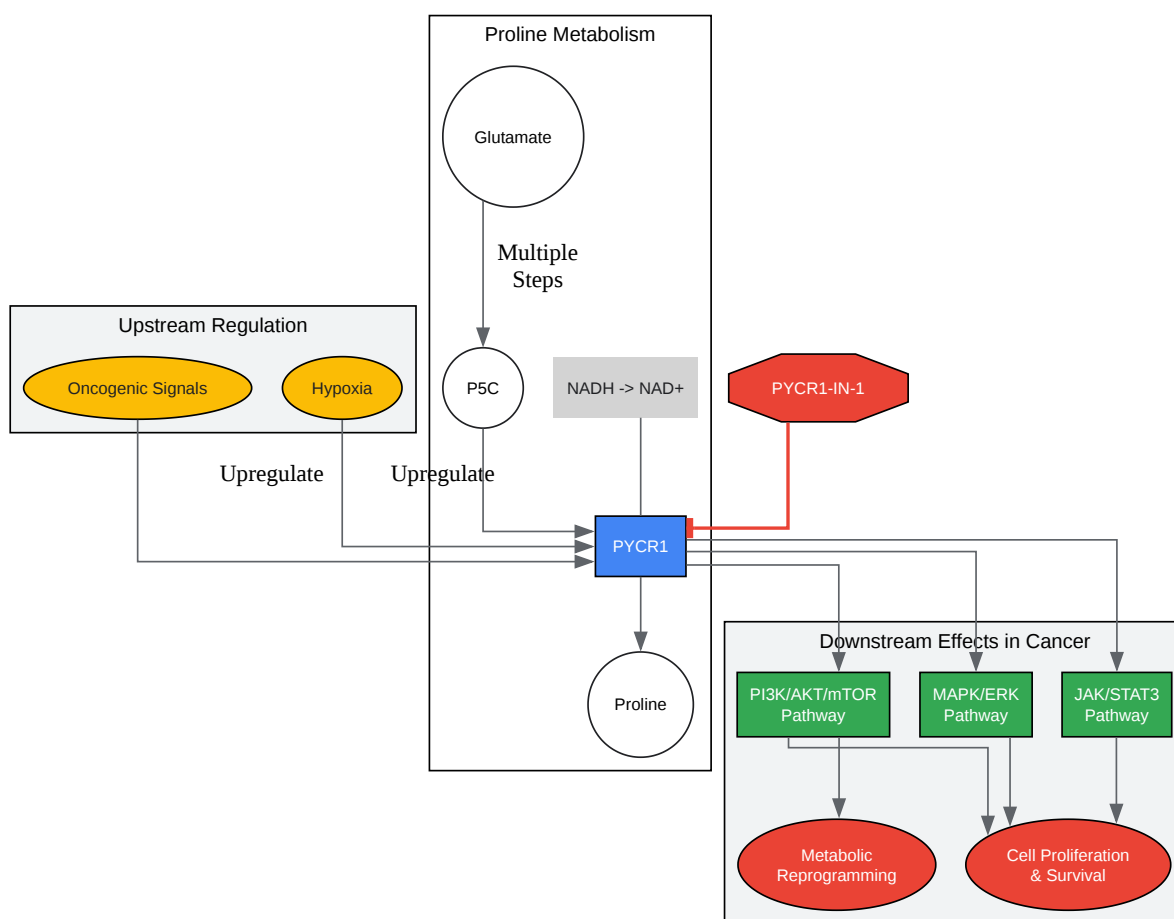 Proline Metabolism
Glutamate
Multiple
Steps
Upstream Regulation
Oncogenic Signals
Hypoxia
P5C
NADH -> NAD+
PYCR1-IN-1
Upregulate
Upregulate
PYCR1
Downstream Effects in Cancer
Proline
PI3K/AKT/mTOR
Pathway
MAPK/ERK
Pathway
JAK/STAT3
Pathway
Metabolic
Reprogramming
Cell Proliferation
& Survival